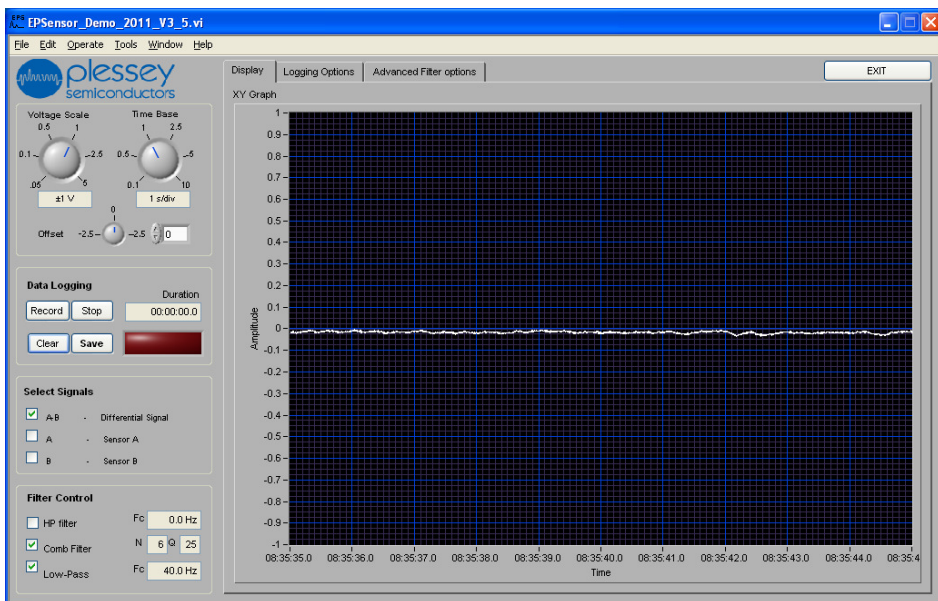 EPSensor_Demo_2011_V3_5.vi
File Edit Operate Tools Window Help
plessey
semiconductors
Display Logging Options Advanced Filter options EXIT
XY Graph
Voltage Scale Time Base
0.5 1 1 2.5
0.1 2.5 0.5 5
.05 5 0.1 10
±1 V 1 s/div
0
Offset -2.5 2.5 0
Data Logging
Duration
Record Stop 00:00:00.0
Clear Save
Select Signals
A-B - Differential Signal
A - Sensor A
B - Sensor B
Filter Control
HP filter Fc 0.0 Hz
Comb Filter N 6 Q 25
Low-Pass Fc 40.0 Hz
Amplitude
1
0.9
0.8
0.7
0.6
0.5
0.4
0.3
0.2
0.1
0
-0.1
-0.2
-0.3
-0.4
-0.5
-0.6
-0.7
-0.8
-0.9
-1
08:35:35.0 08:35:36.0 08:35:37.0 08:35:38.0 08:35:39.0 08:35:40.0 08:35:41.0 08:35:42.0 08:35:43.0 08:35:44.0 08:35:4
Time